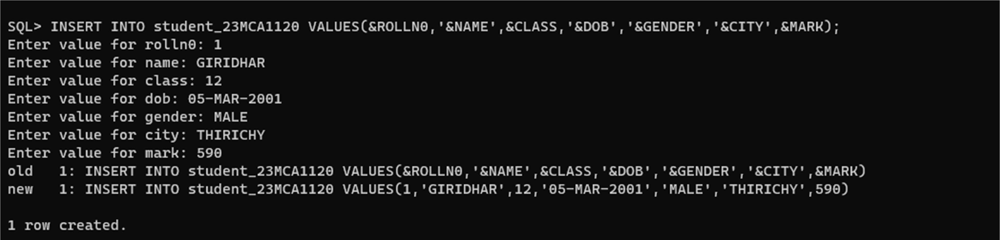 SQL> INSERT INTO student_23MCA1120 VALUES(&ROLLN0,'&NAME',&CLASS,'&DOB','&GENDER','&CITY',&MARK);
Enter value for rolln0: 1
Enter value for name: GIRIDHAR
Enter value for class: 12
Enter value for dob: 05-MAR-2001
Enter value for gender: MALE
Enter value for city: THIRICHY
Enter value for mark: 590
old   1: INSERT INTO student_23MCA1120 VALUES(&ROLLN0,'&NAME',&CLASS,'&DOB','&GENDER','&CITY',&MARK)
new   1: INSERT INTO student_23MCA1120 VALUES(1,'GIRIDHAR',12,'05-MAR-2001','MALE','THIRICHY',590)
1 row created.